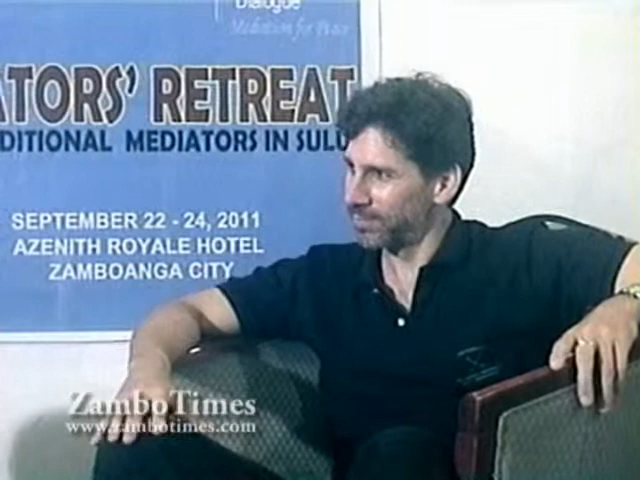 Dialogue
Mediation for Peace
ATORS' RETREAT
DITIONAL MEDIATORS IN SULU
SEPTEMBER 22 - 24, 2011
AZENITH ROYALE HOTEL
ZAMBOANGA CITY
ZamboTimes
www.zambotimes.com